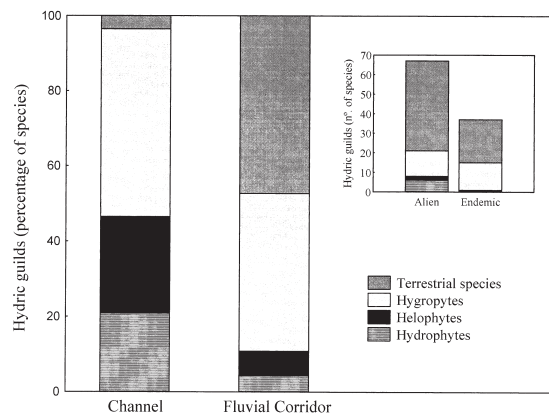 Hydric guilds (percentage of species)
100
80
60
40
20
0
Channel
Fluvial Corridor
Hydric guilds (nº. of species)
70
60
50
40
30
20
10
0
Alien
Endemic
Terrestrial species
Hygropytes
Helophytes
Hydrophytes